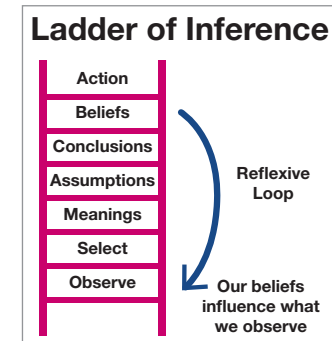 Ladder of Inference
Action
Beliefs
Conclusions
Assumptions
Meanings
Select
Observe
Reflexive
Loop
Our beliefs
influence what
we observe